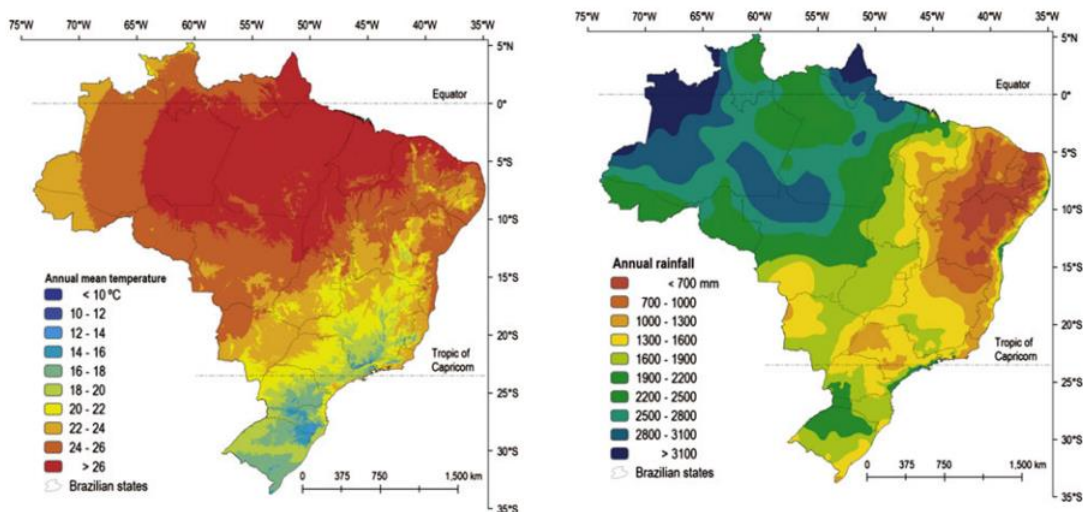 75°W 70°W 65°W 60°W 55°W 50°W 45°W 40°W 35°W
5°N
Equator
0°
5°S
10°S
15°S
20°S
Tropic of
Capricorn
25°S
30°S
35°S
Annual mean temperature
< 10 ºC
10 - 12
12 - 14
14 - 16
16 - 18
18 - 20
20 - 22
22 - 24
24 - 26
> 26
Brazilian states
0 375 750 1,500 km
75°W 70°W 65°W 60°W 55°W 50°W 45°W 40°W 35°W
5°N
Equator
0°
5°S
10°S
15°S
20°S
Tropic of
Capricorn
25°S
30°S
35°S
Annual rainfall
< 700 mm
700 - 1000
1000 - 1300
1300 - 1600
1600 - 1900
1900 - 2200
2200 - 2500
2500 - 2800
2800 - 3100
> 3100
Brazilian states
0 375 750 1,500 km